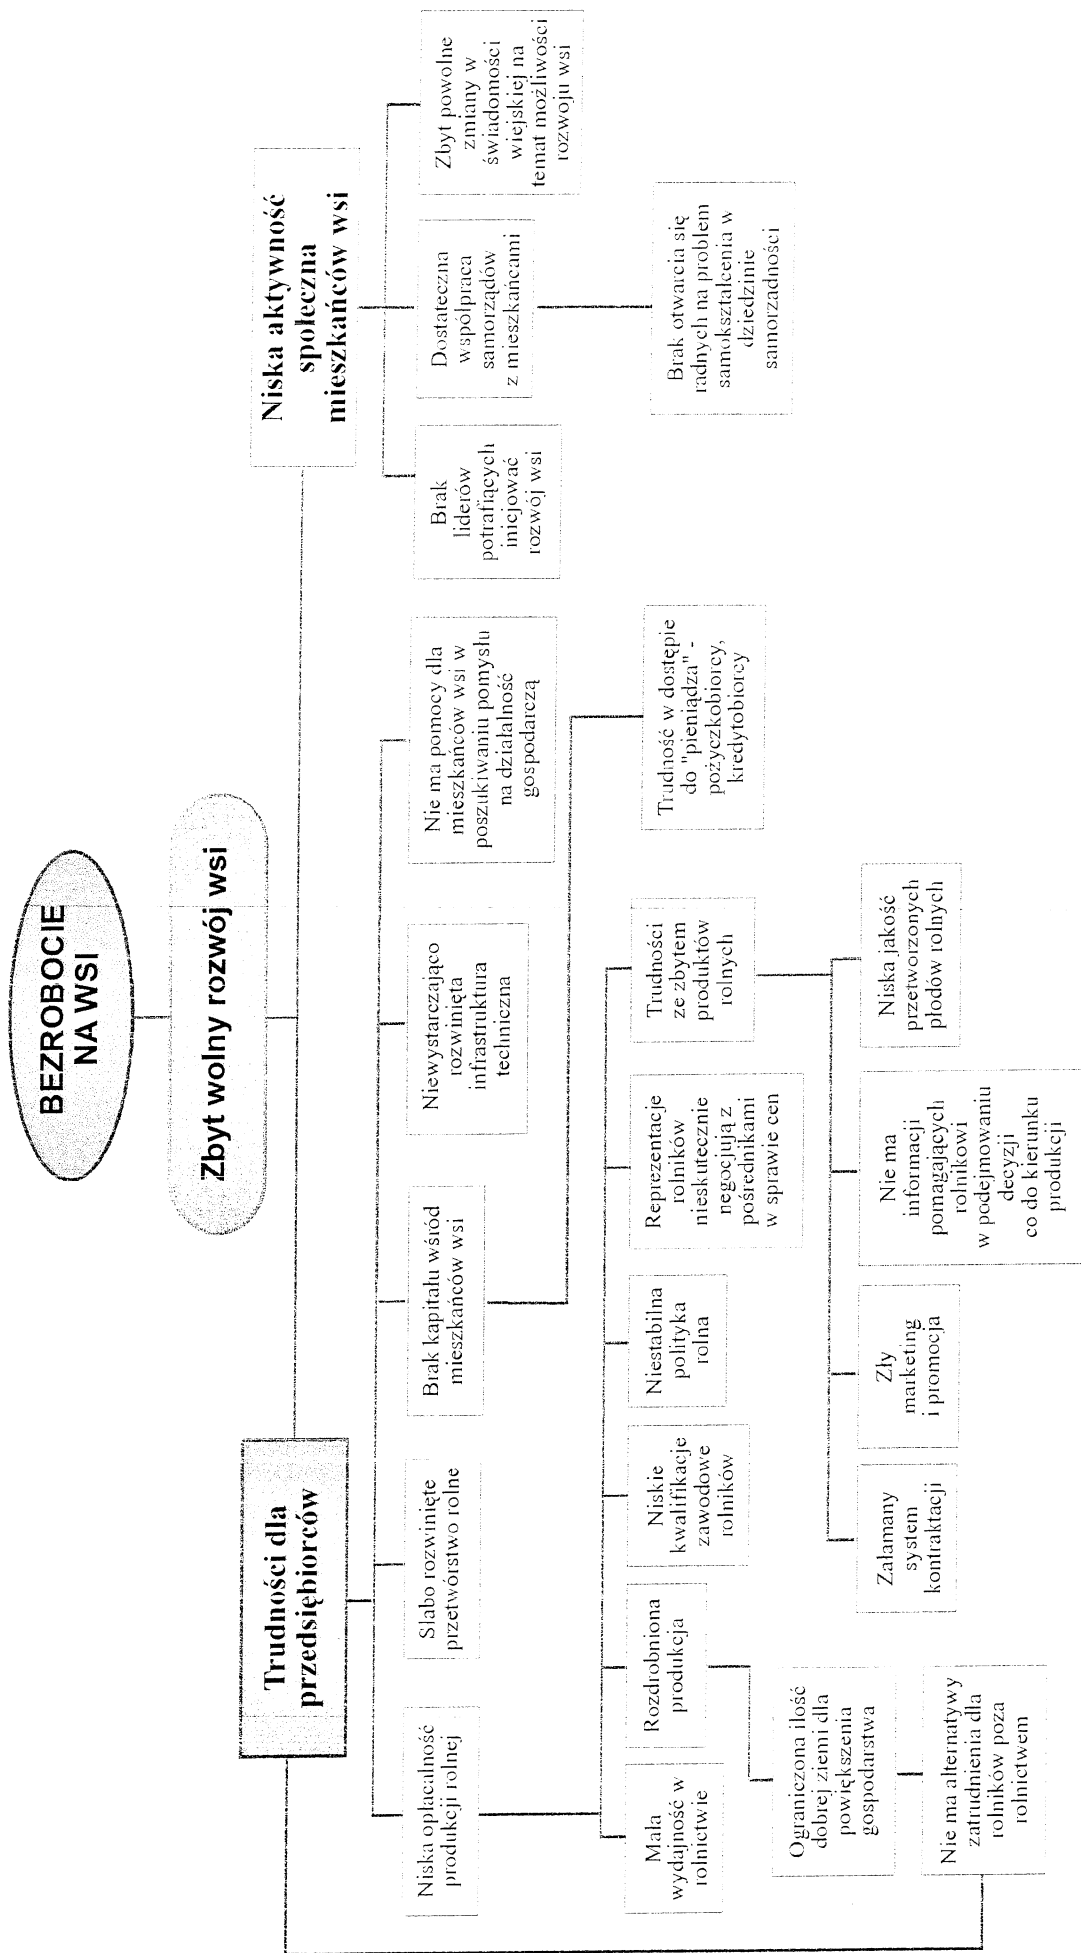 BEZROBOCIE
NA WSI
Zbyt wolny rozwój wsi
Trudności dla
przedsiębiorców
Niska aktywność
społeczna
mieszkańców wsi
Niska opłacalność
produkcji rolnej
Słabo rozwinięte
przetwórstwo rolne
Brak kapitału wśród
mieszkańców wsi
Niewystarczająco
rozwinięta
infrastruktura
techniczna
Nie ma pomocy dla
mieszkańców wsi w
poszukiwaniu pomysłu
na działalność
gospodarczą
Brak
liderów
potrafiących
inicjować
rozwój wsi
Dostateczna
współpraca
samorządów
z mieszkańcami
Zbyt powolne
zmiany w
świadomości
wiejskiej na
temat możliwości
rozwoju wsi
Mała
wydajność w
rolnictwie
Rozdrobniona
produkcja
Niskie
kwalifikacje
zawodowe
rolników
Niestabilna
polityka
rolna
Reprezentacje
rolników
nieskutecznie
negocjują z
pośrednikami
w sprawie cen
Trudności
ze zbytem
produktów
rolnych
Trudność w dostępie
do "pieniądza" -
pożyczkobiorcy,
kredytobiorcy
Brak otwarcia się
radnych na problem
samokształcenia w
dziedzinie
samorzadności
Ograniczona ilość
dobrej ziemi dla
powiększenia
gospodarstwa
Załamany
system
kontraktacji
Zły
marketing
i promocja
Nie ma
informacji
pomagających
rolnikowi
w podejmowaniu
decyzji
co do kierunku
produkcji
Niska jakość
przetworzonych
płodów rolnych
Nie ma alternatywy
zatrudnienia dla
rolników poza
rolnictwem